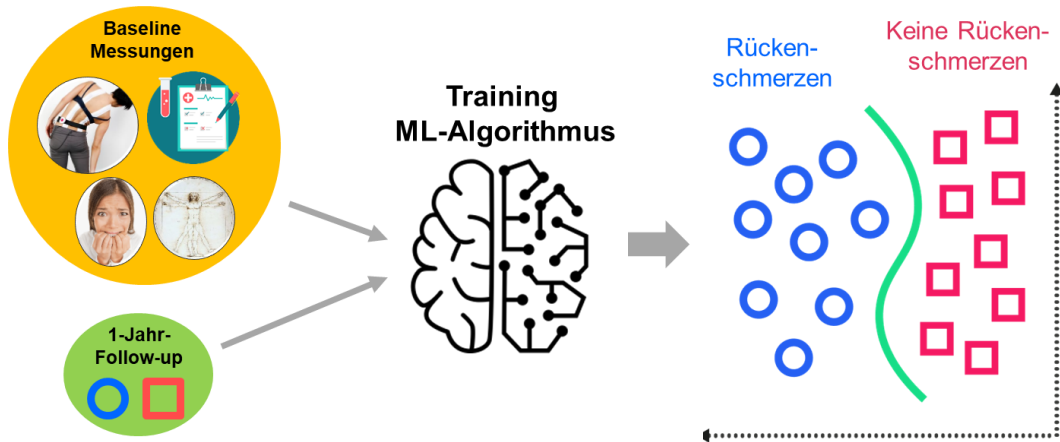 Baseline
Messungen
1-Jahr-
Follow-up
Training
ML-Algorithmus
Rücken-
schmerzen
Keine Rücken-
schmerzen